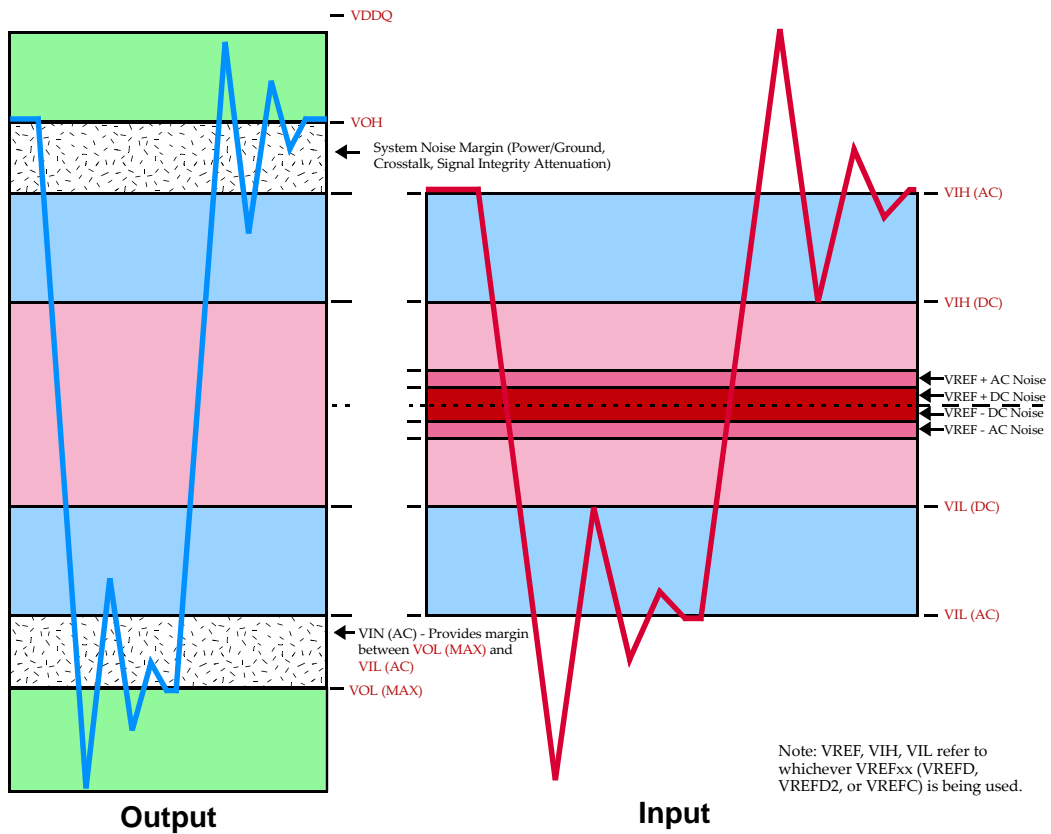 VDDQ
VOH
System Noise Margin (Power/Ground,
Crosstalk, Signal Integrity Attenuation)
VIH (AC)
VIH (DC)
VREF + AC Noise
VREF + DC Noise
VREF - DC Noise
VREF - AC Noise
VIL (DC)
VIL (AC)
VIN (AC) - Provides margin
between VOL (MAX) and
VIL (AC)
VOL (MAX)
Note: VREF, VIH, VIL refer to
whichever VREFxx (VREFD,
VREFD2, or VREFC) is being used.
Output
Input